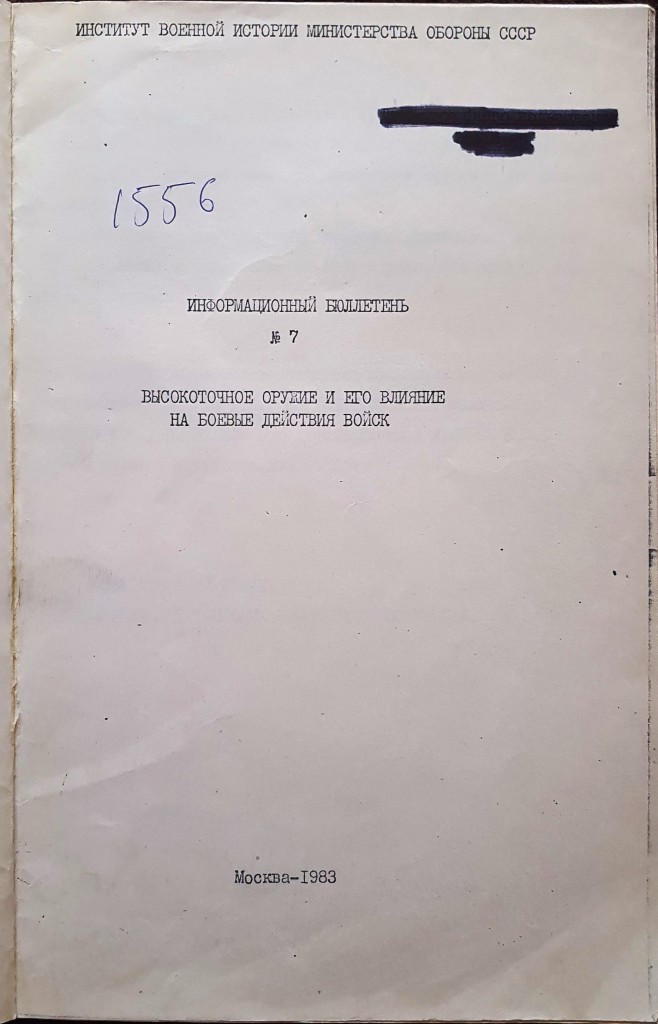 ИНСТИТУТ ВОЕННОЙ ИСТОРИИ МИНИСТЕРСТВА ОБОРОНЫ СССР
1556
ИНФОРМАЦИОННЫЙ БЮЛЛЕТЕНЬ
№ 7
ВЫСОКОТОЧНОЕ ОРУЖИЕ И ЕГО ВЛИЯНИЕ
НА БОЕВЫЕ ДЕЙСТВИЯ ВОЙСК
Москва-1983